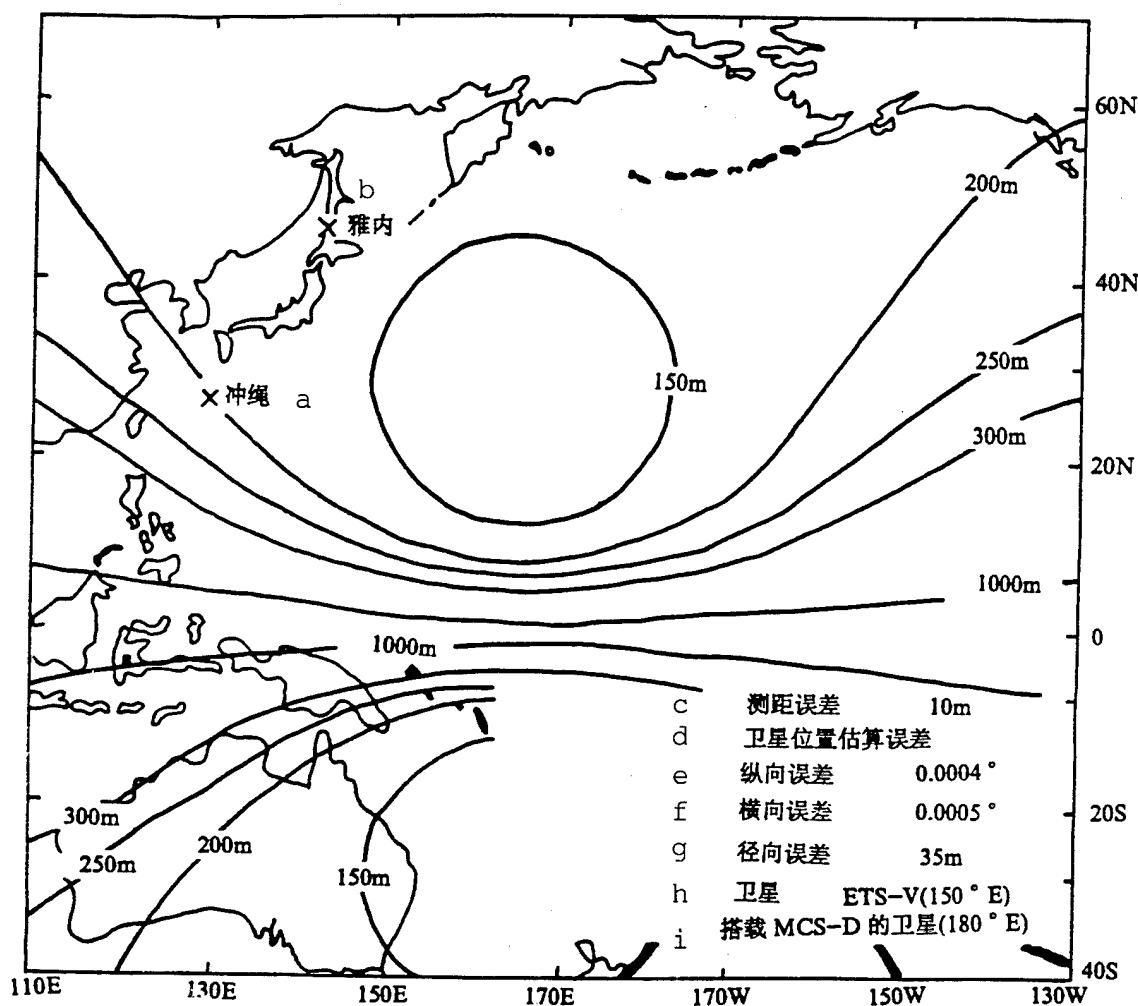 60N
200m
b
雅内
40N
250m
150m
冲绳 a
300m
20N
1000m
0
1000m
c 测距误差 10m
d 卫星位置估算误差
e 纵向误差 0.0004°
f 横向误差 0.0005°
300m
20S
200m
g 径向误差 35m
250m
150m
h 卫星 ETS-V(150°E)
i 搭载 MCS-D 的卫星(180°E)
40S
110E 130E 150E 170E 170W 150W 130W